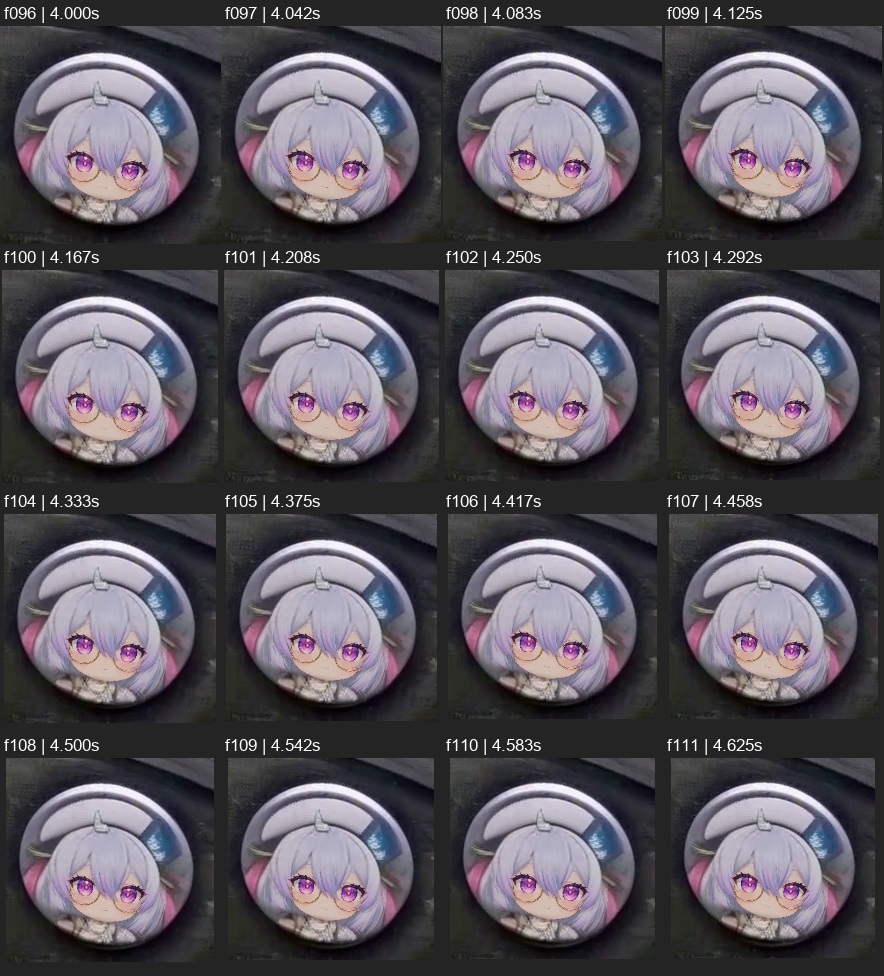 f096 | 4.000s
f097 | 4.042s
f098 | 4.083s
f099 | 4.125s
f100 | 4.167s
f101 | 4.208s
f102 | 4.250s
f103 | 4.292s
f104 | 4.333s
f105 | 4.375s
f106 | 4.417s
f107 | 4.458s
f108 | 4.500s
f109 | 4.542s
f110 | 4.583s
f111 | 4.625s